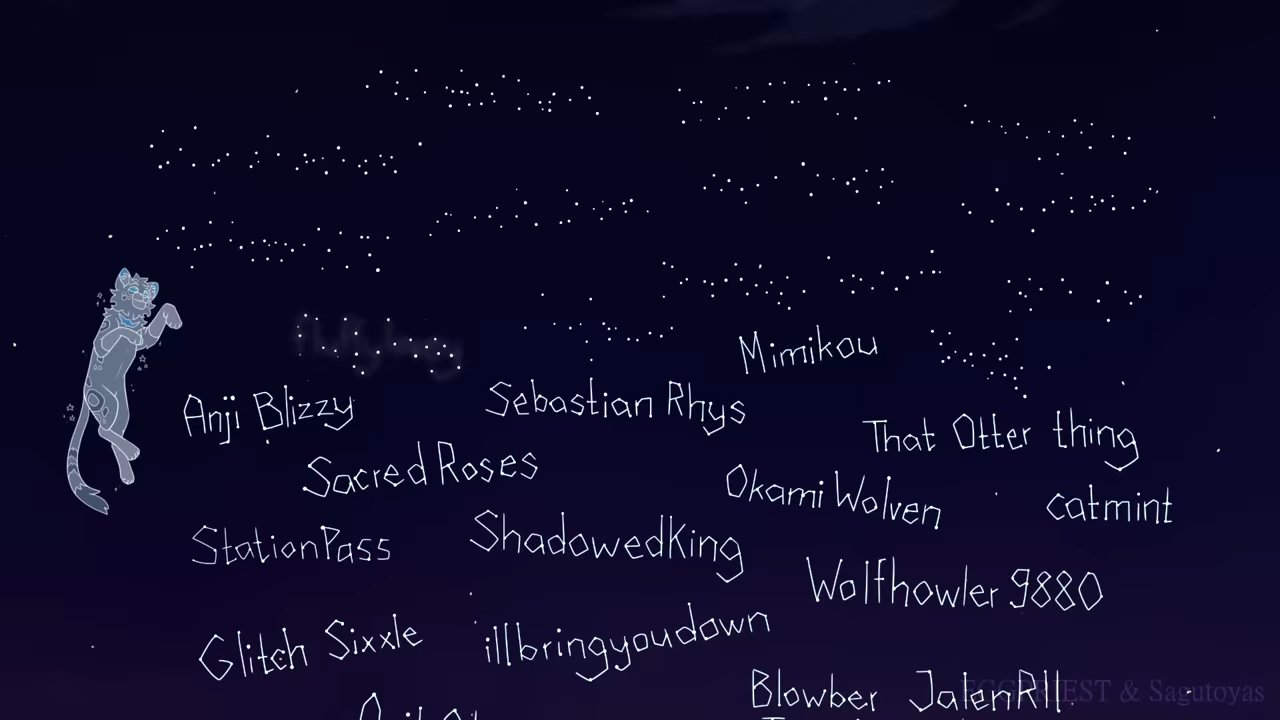 Mimikou
Anji Blizzy
Sebastian Rhys
That Otter thing
Sacred Roses
Okami Wolven
catmint
StationPass
ShadowedKing
Wolfhowler 9880
Glitch Sixxle
illbringyoudown
Blowber
JalenRll
EGGPRIEST & Sagutoyas